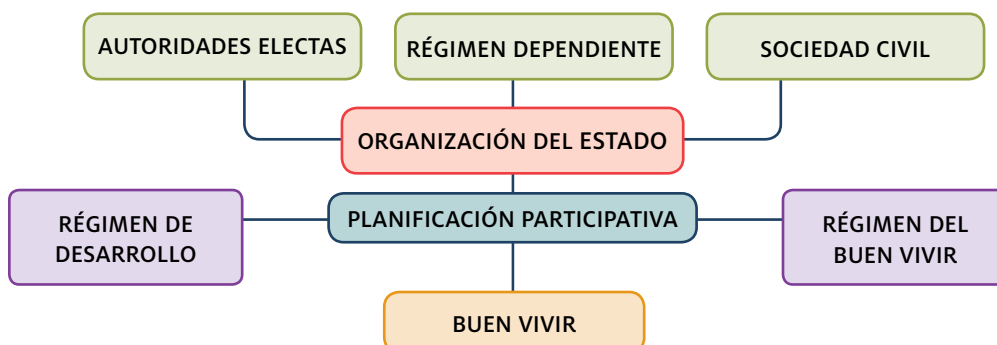 AUTORIDADES ELECTAS
RÉGIMEN DEPENDIENTE
SOCIEDAD CIVIL
ORGANIZACIÓN DEL ESTADO
PLANIFICACIÓN PARTICIPATIVA
RÉGIMEN DE
DESARROLLO
RÉGIMEN DEL
BUEN VIVIR
BUEN VIVIR